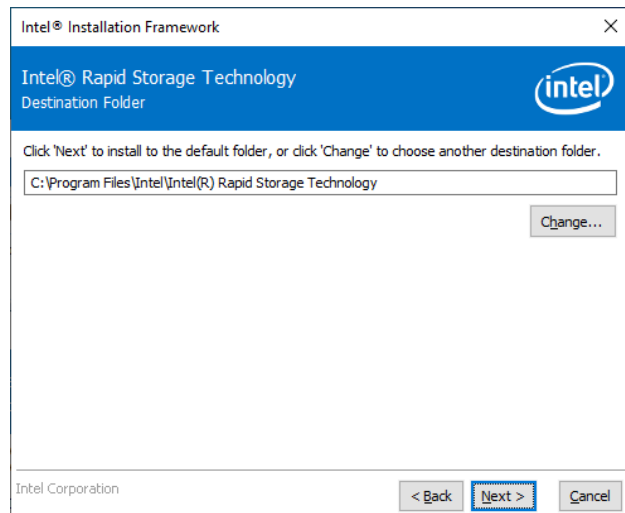 Intel® Installation Framework
Intel® Rapid Storage Technology
Destination Folder
intel
Click 'Next' to install to the default folder, or click 'Change' to choose another destination folder.
C:\Program Files\Intel\Intel(R) Rapid Storage Technology
Change...
Intel Corporation
< Back Next > Cancel